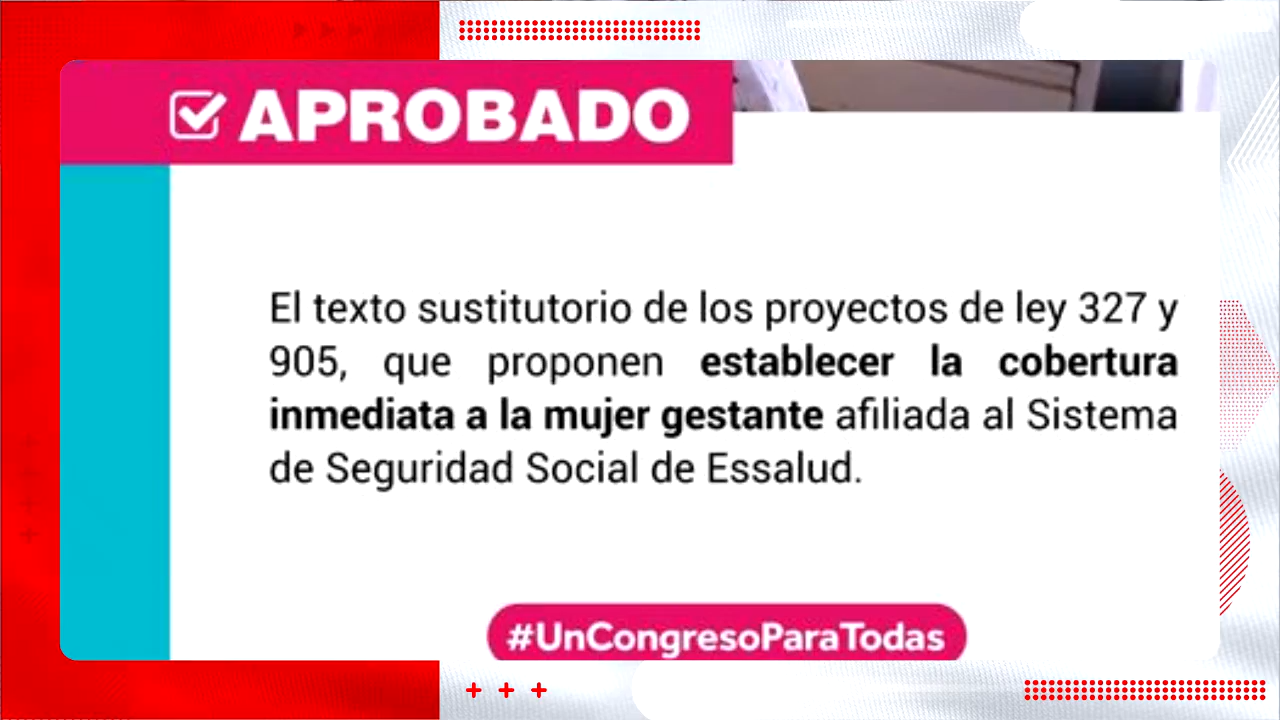 APROBADO
El texto sustitutorio de los proyectos de ley 327 y
905, que proponen establecer la cobertura
inmediata a la mujer gestante afiliada al Sistema
de Seguridad Social de Essalud.
#UnCongresoParaTodas